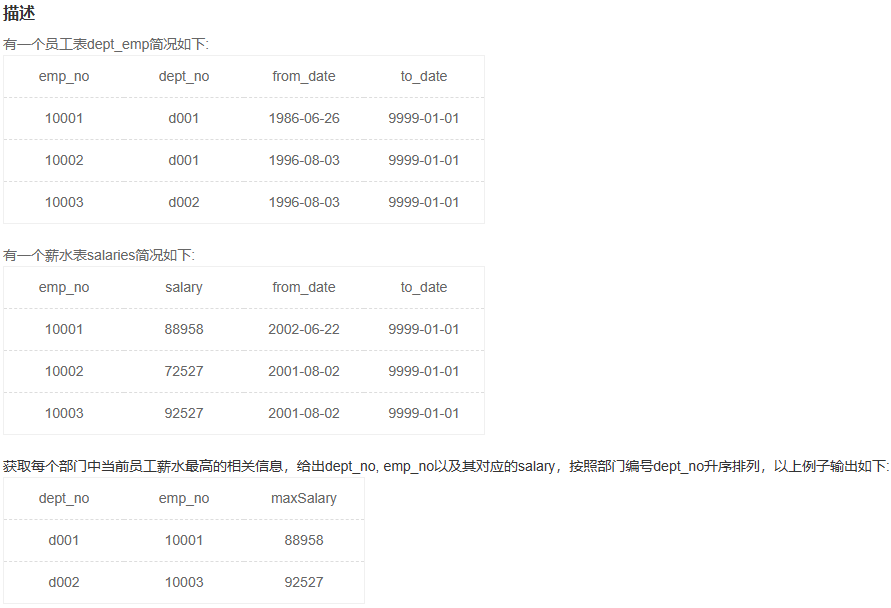 描述
有一个员工表dept_emp简况如下:
emp_no dept_no from_date to_date
10001 d001 1986-06-26 9999-01-01
10002 d001 1996-08-03 9999-01-01
10003 d002 1996-08-03 9999-01-01
有一个薪水表salaries简况如下:
emp_no salary from_date to_date
10001 88958 2002-06-22 9999-01-01
10002 72527 2001-08-02 9999-01-01
10003 92527 2001-08-02 9999-01-01
获取每个部门中当前员工薪水最高的相关信息，给出dept_no, emp_no以及其对应的salary，按照部门编号dept_no升序排列，以上例子输出如下:
dept_no emp_no maxSalary
d001 10001 88958
d002 10003 92527